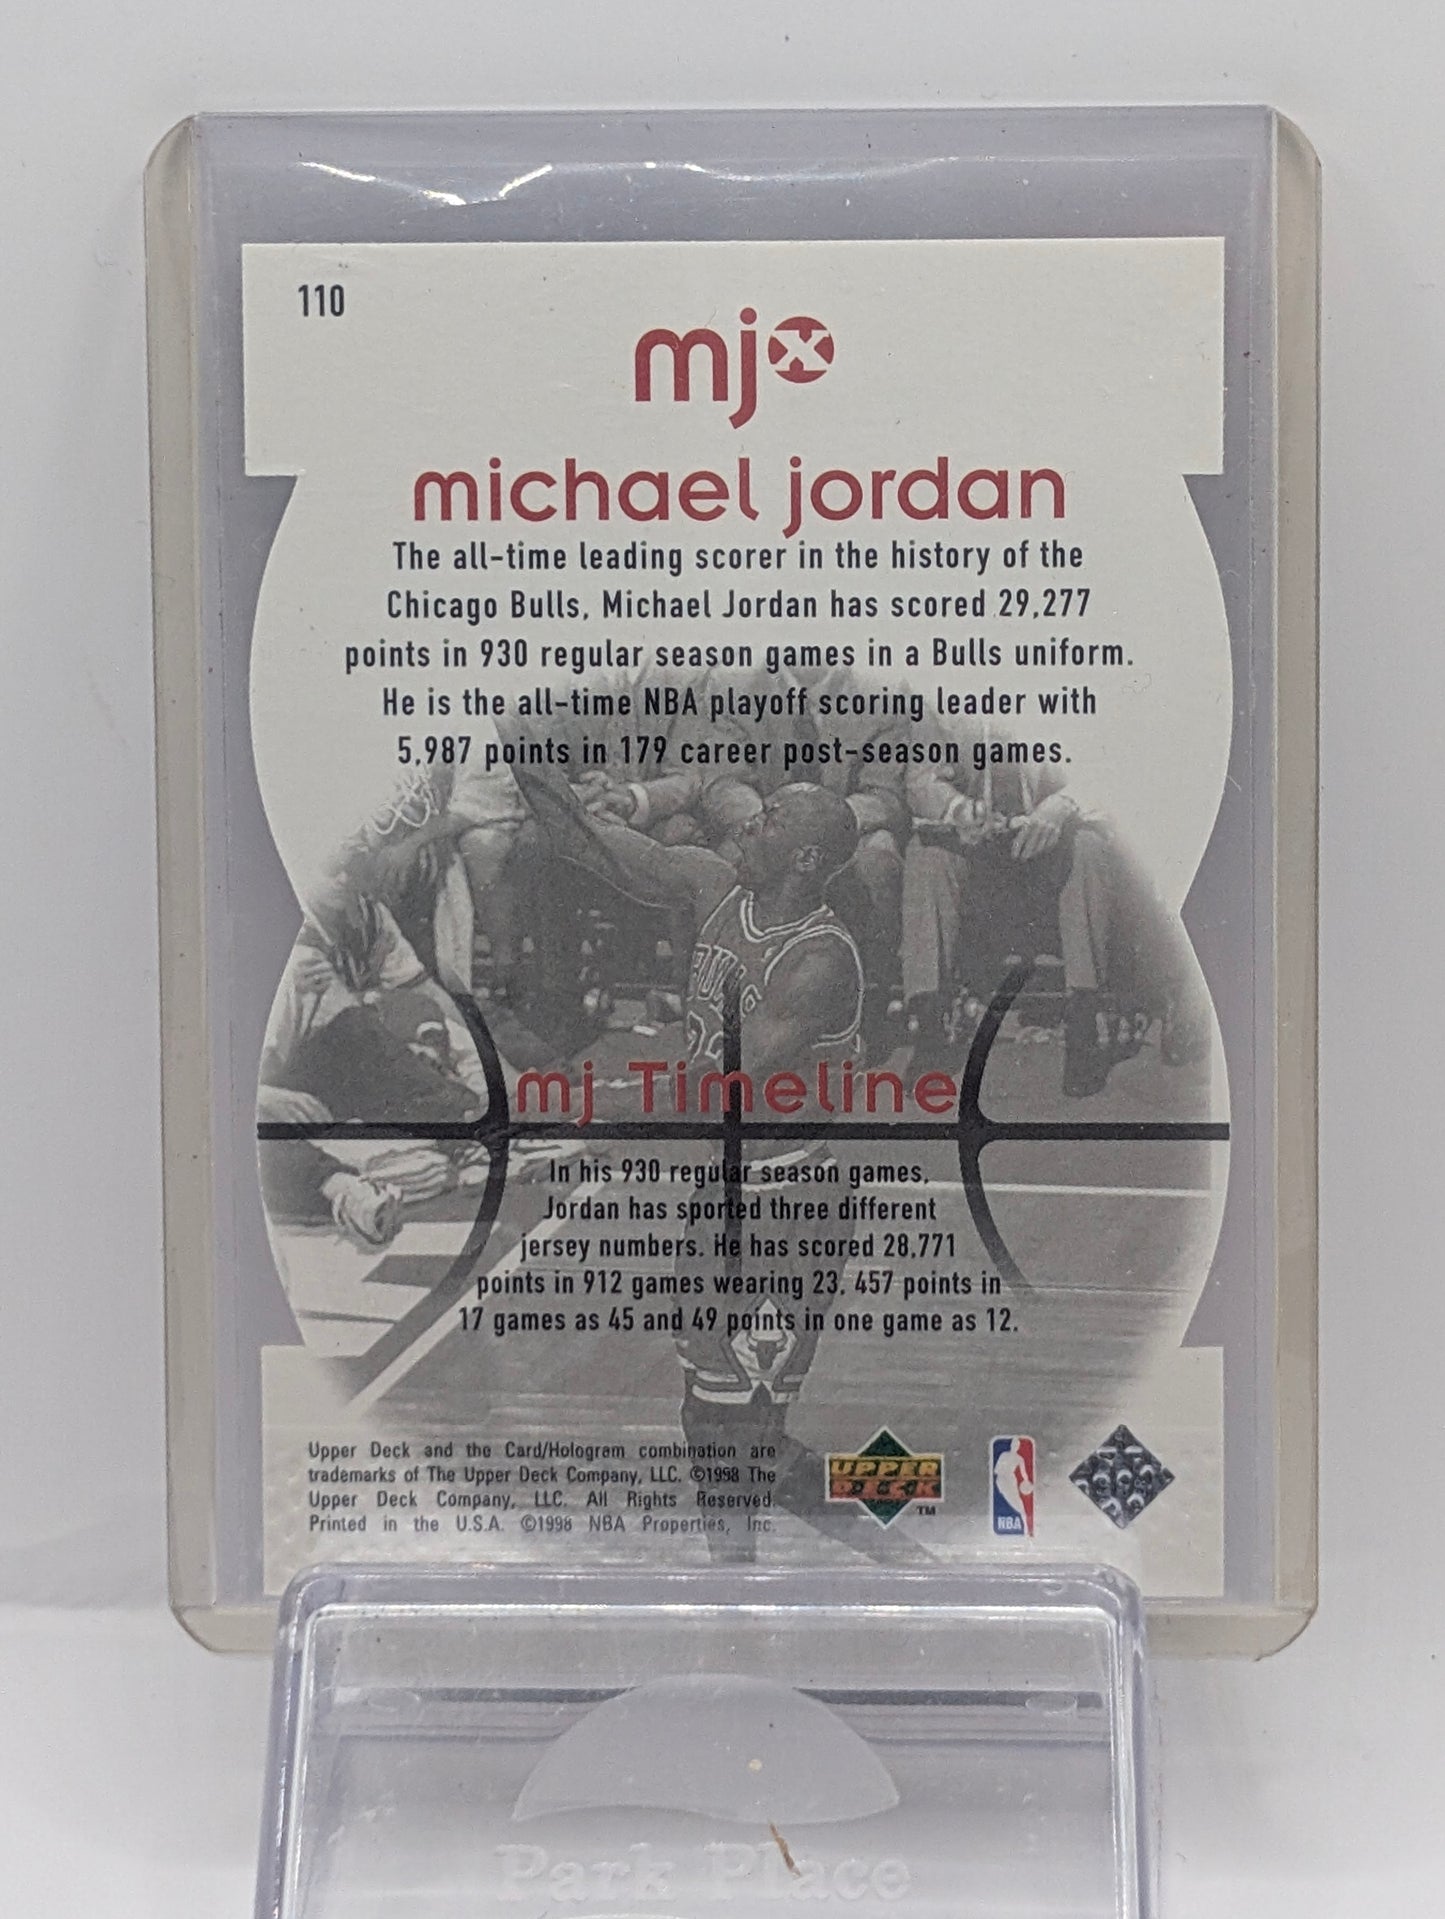 110
mjx
michael jordan
The all-time leading scorer in the history of the
Chicago Bulls, Michael Jordan has scored 29,277
points in 930 regular season games in a Bulls uniform.
He is the all-time NBA playoff scoring leader with
5,987 points in 179 career post-season games.
mj Timeline
In his 930 regular season games,
Jordan has sported three different
jersey numbers. He has scored 28,771
points in 912 games wearing 23, 457 points in
17 games as 45 and 49 points in one game as 12.
Upper Deck and the Card/Hologram combination are
trademarks of The Upper Deck Company, LLC. ©1998 The
Upper Deck Company, LLC. All Rights Reserved.
Printed in the U.S.A. ©1998 NBA Properties, Inc.
UPPER
DECK
TM
NBA
Park Place